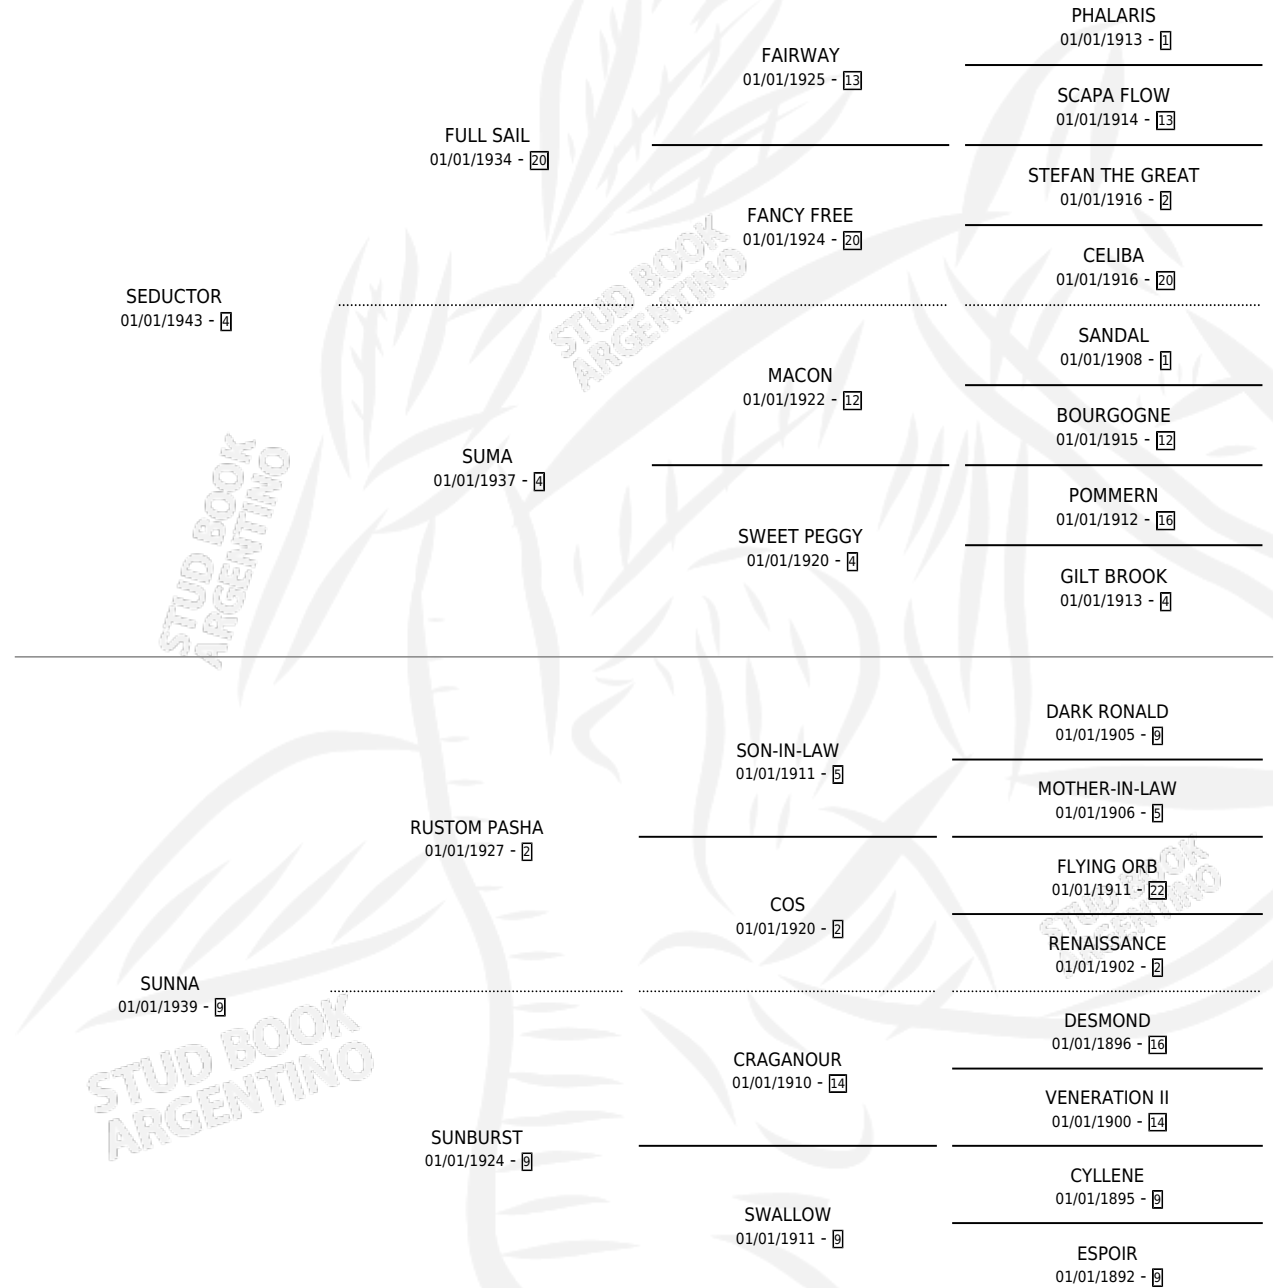 PHALARIS
01/01/1913 - 1
FAIRWAY
01/01/1925 - 13
SCAPA FLOW
01/01/1914 - 13
FULL SAIL
01/01/1934 - 20
STEFAN THE GREAT
01/01/1916 - 2
FANCY FREE
01/01/1924 - 20
CELIBA
01/01/1916 - 20
STUD BOOK
ARGENTINO
SEDUCTOR
01/01/1943 - 4
SANDAL
01/01/1908 - 1
MACON
01/01/1922 - 12
BOURGOGNE
01/01/1915 - 12
SUMA
01/01/1937 - 4
POMMERN
01/01/1912 - 16
SWEET PEGGY
01/01/1920 - 4
GILT BROOK
01/01/1913 - 4
STUD BOOK
ARGENTINO
DARK RONALD
01/01/1905 - 9
SON-IN-LAW
01/01/1911 - 5
MOTHER-IN-LAW
01/01/1906 - 5
RUSTOM PASHA
01/01/1927 - 2
FLYING ORB
01/01/1911 - 22
COS
01/01/1920 - 2
RENAISSANCE
01/01/1902 - 2
STUD BOOK
ARGENTINO
SUNNA
01/01/1939 - 9
DESMOND
01/01/1896 - 16
CRAGANOUR
01/01/1910 - 14
VENERATION II
01/01/1900 - 14
STUD BOOK
ARGENTINO
SUNBURST
01/01/1924 - 9
CYLLENE
01/01/1895 - 9
SWALLOW
01/01/1911 - 9
ESPOIR
01/01/1892 - 9